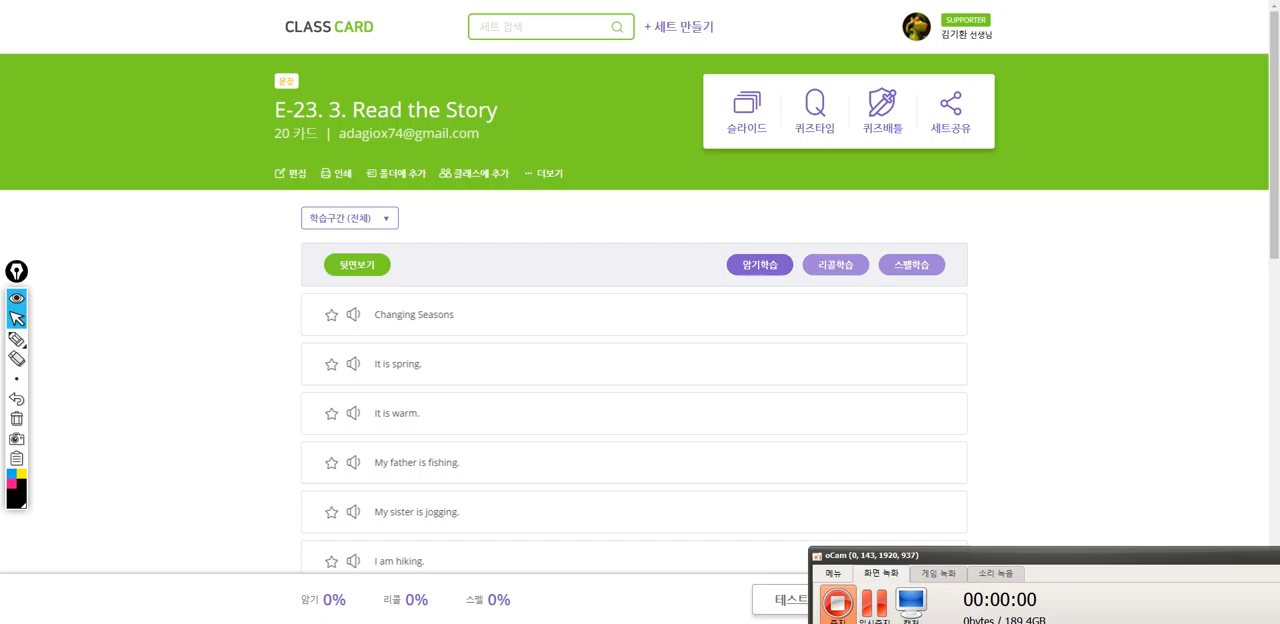 CLASS CARD
세트 검색
+ 세트 만들기
SUPPORTER
김기환 선생님
문장
E-23. 3. Read the Story
20 카드 | adagiox74@gmail.com
편집 인쇄 폴더에 추가 클래스에 추가 ··· 더보기
슬라이드 퀴즈타임 퀴즈배틀 세트공유
학습구간 (전체) ▼
뒷면보기 암기학습 리콜학습 스펠학습
Changing Seasons
It is spring.
It is warm.
My father is fishing.
My sister is jogging.
I am hiking.
암기 0% 리콜 0% 스펠 0%
테스트
oCam (0, 143, 1920, 937)
메뉴 화면 녹화 게임 녹화 소리 녹음
00:00:00
0bytes / 189.4GB